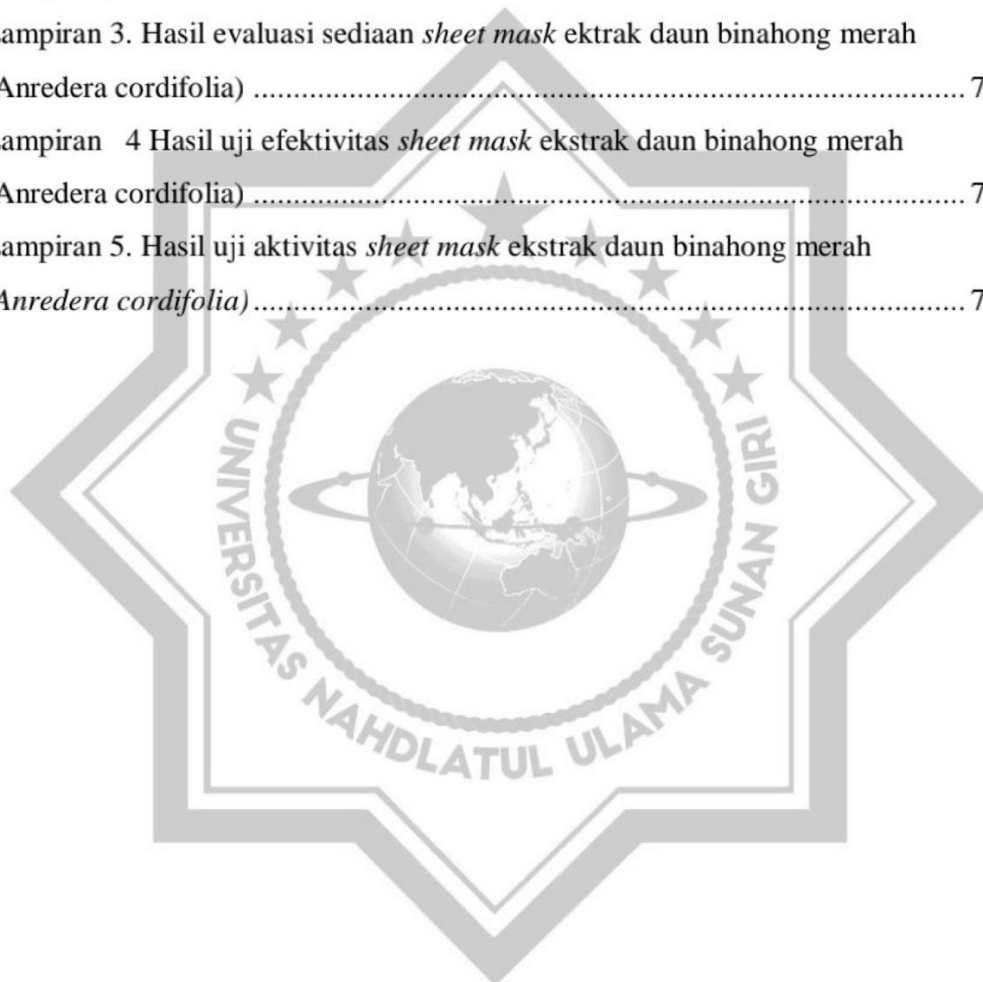 ampiran 3. Hasil evaluasi sediaan sheet mask ektrak daun binahong merah
Anredera cordifolia) ........................................................................... 7
ampiran 4 Hasil uji efektivitas sheet mask ekstrak daun binahong merah
Anredera cordifolia) ........................................................................... 7
ampiran 5. Hasil uji aktivitas sheet mask ekstrak daun binahong merah
Anredera cordifolia) ........................................................................... 7
UNIVERSITAS NAHDLATUL ULAMA SUNAN GIRI